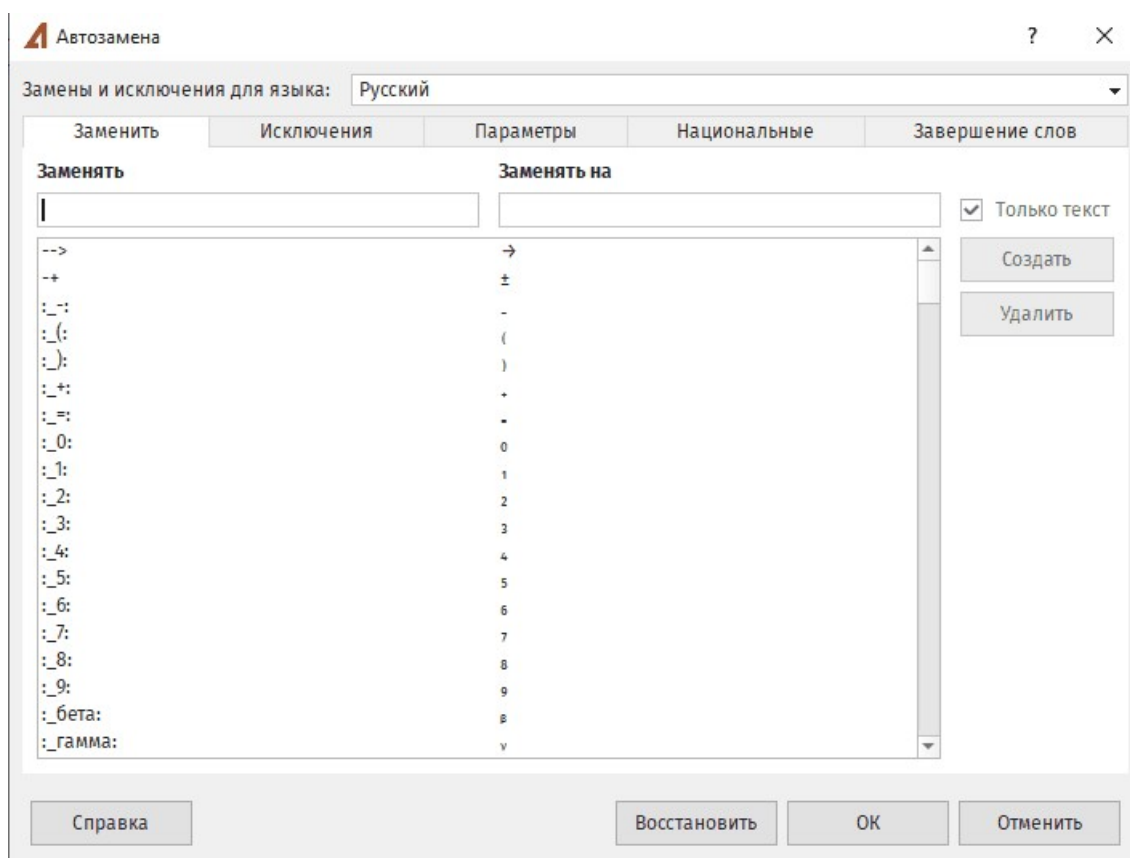 Автозамена ?
Замены и исключения для языка: Русский
Заменить Исключения Параметры Национальные Завершение слов
Заменять Заменять на
Только текст
--> →
Создать
-+ ±
:_-: ₋
Удалить
:_(: ₍
:_): ₎
:_+: ₊
:_=: ₌
:_0: ₀
:_1: ₁
:_2: ₂
:_3: ₃
:_4: ₄
:_5: ₅
:_6: ₆
:_7: ₇
:_8: ₈
:_9: ₉
:_бета: ᵦ
:_гамма: ᵧ
Справка Восстановить ОК Отменить